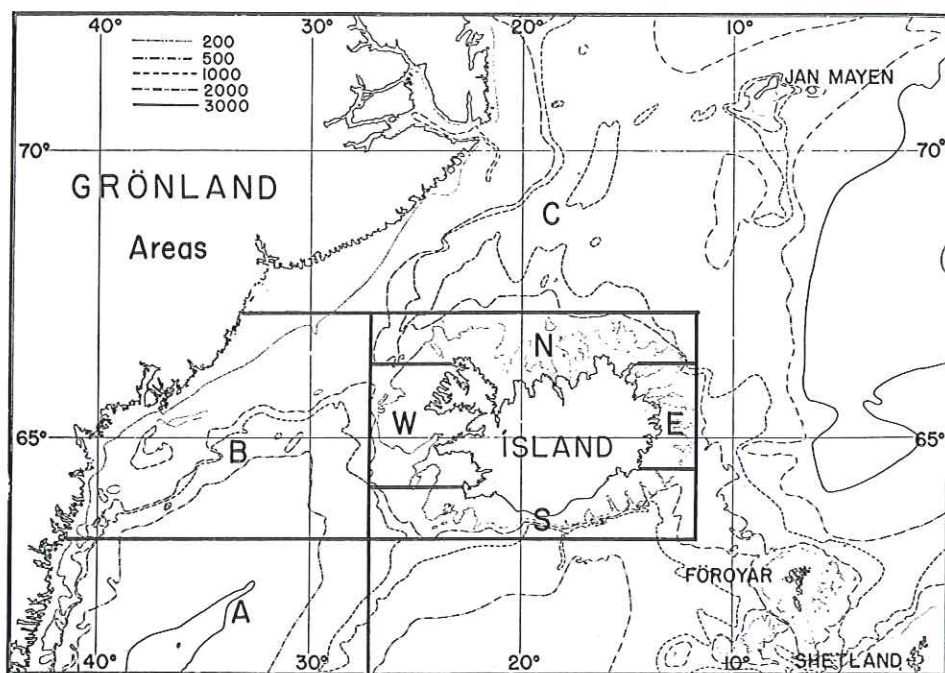 40° 30° 20° 10°
200
500
1000
2000
3000
JAN MAYEN
70° 70°
GRÖNLAND
Areas
C
N
W E
ÍSLAND
65° 65°
B
S
FÖROYAR
A
40° 30° 20° 10°
SHETLAND